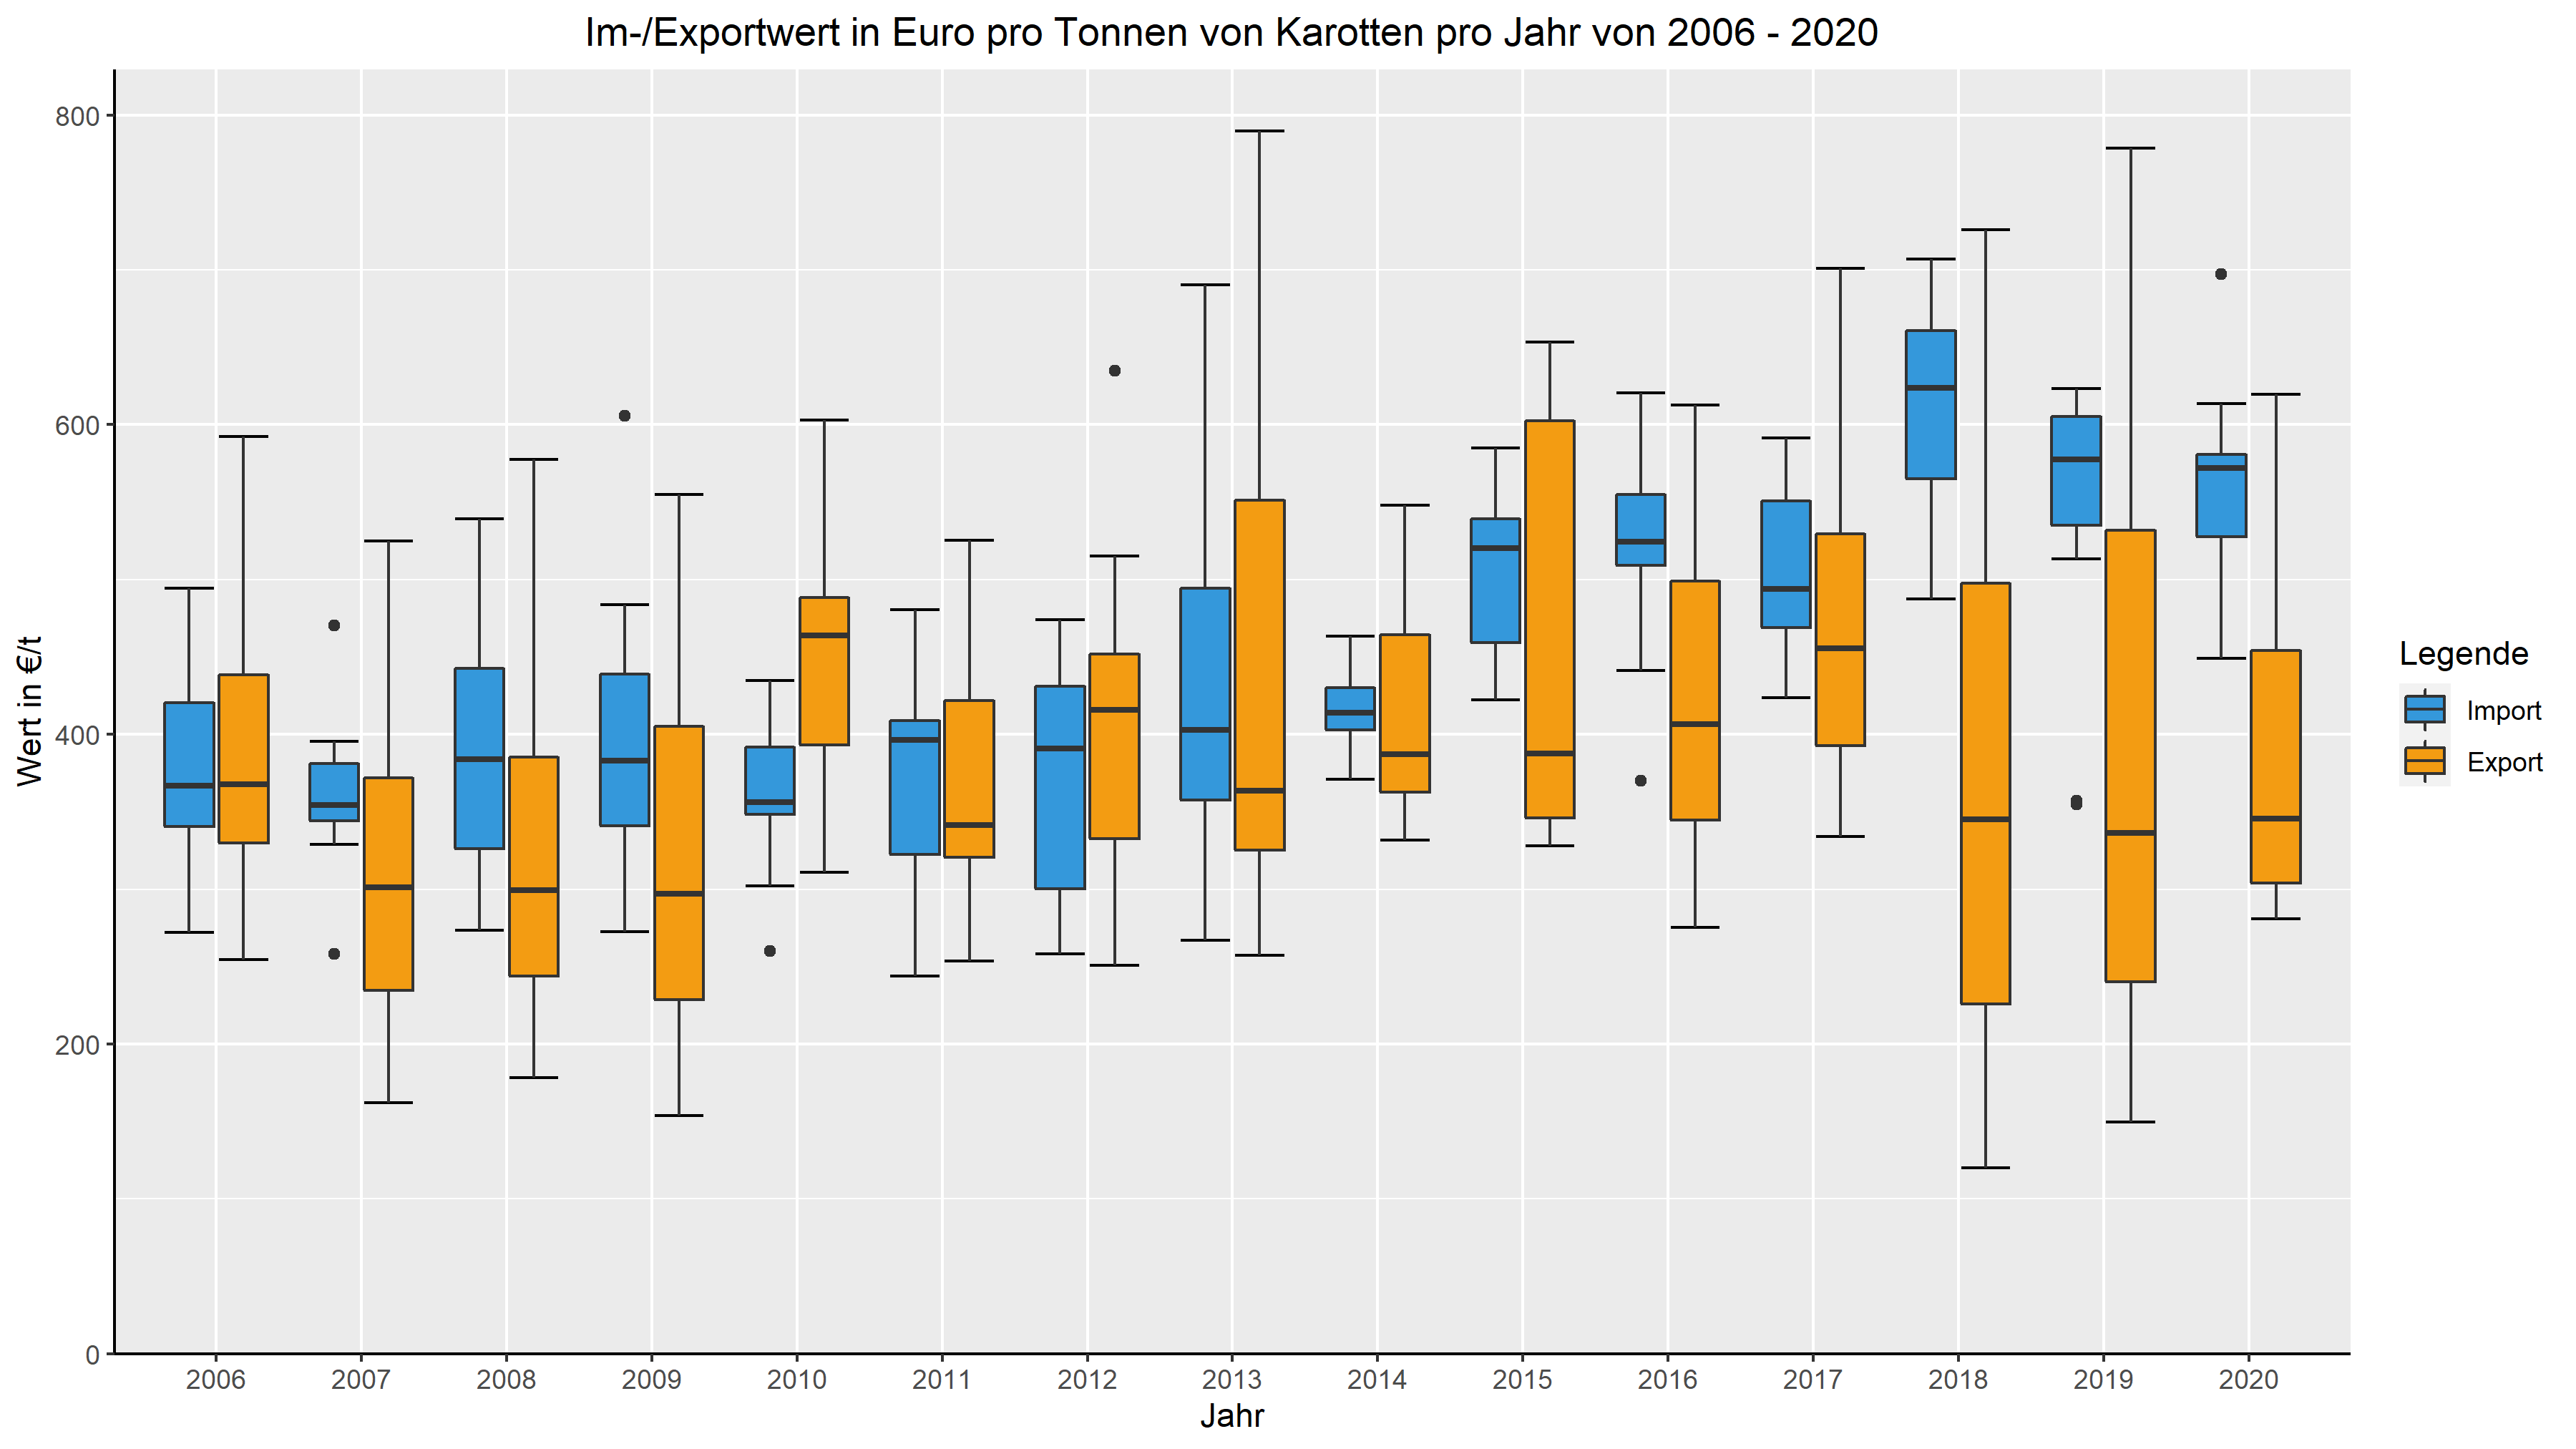 Im-/Exportwert in Euro pro Tonnen von Karotten pro Jahr von 2006 - 2020
Wert in €/t
800
600
400
200
0
2006 2007 2008 2009 2010 2011 2012 2013 2014 2015 2016 2017 2018 2019 2020
Jahr
Legende
Import
Export